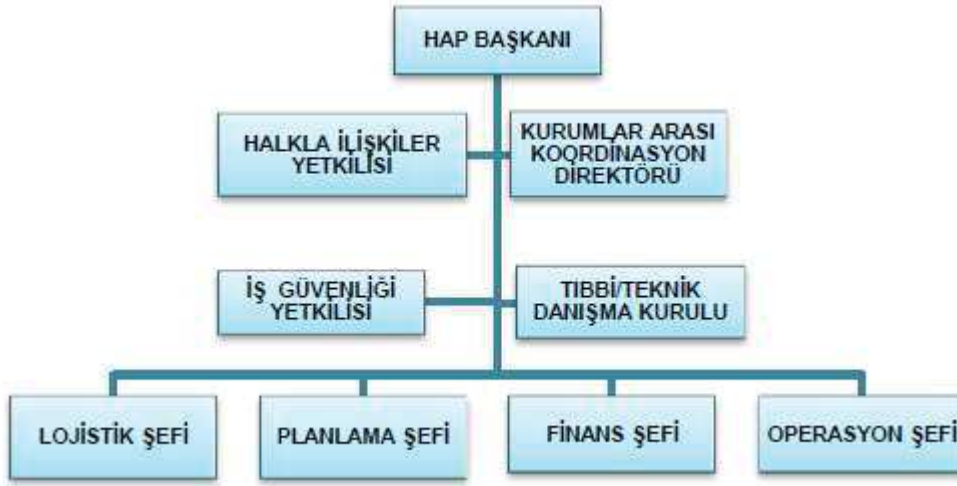 HAP BAŞKANI
HALKLA İLİŞKİLER
YETKİLİSİ
KURUMLAR ARASI
KOORDİNASYON
DİREKTÖRÜ
İŞ GÜVENLİĞİ
YETKİLİSİ
TIBBİ/TEKNİK
DANIŞMA KURULU
LOJİSTİK ŞEFİ
PLANLAMA ŞEFİ
FİNANS ŞEFİ
OPERASYON ŞEFİ